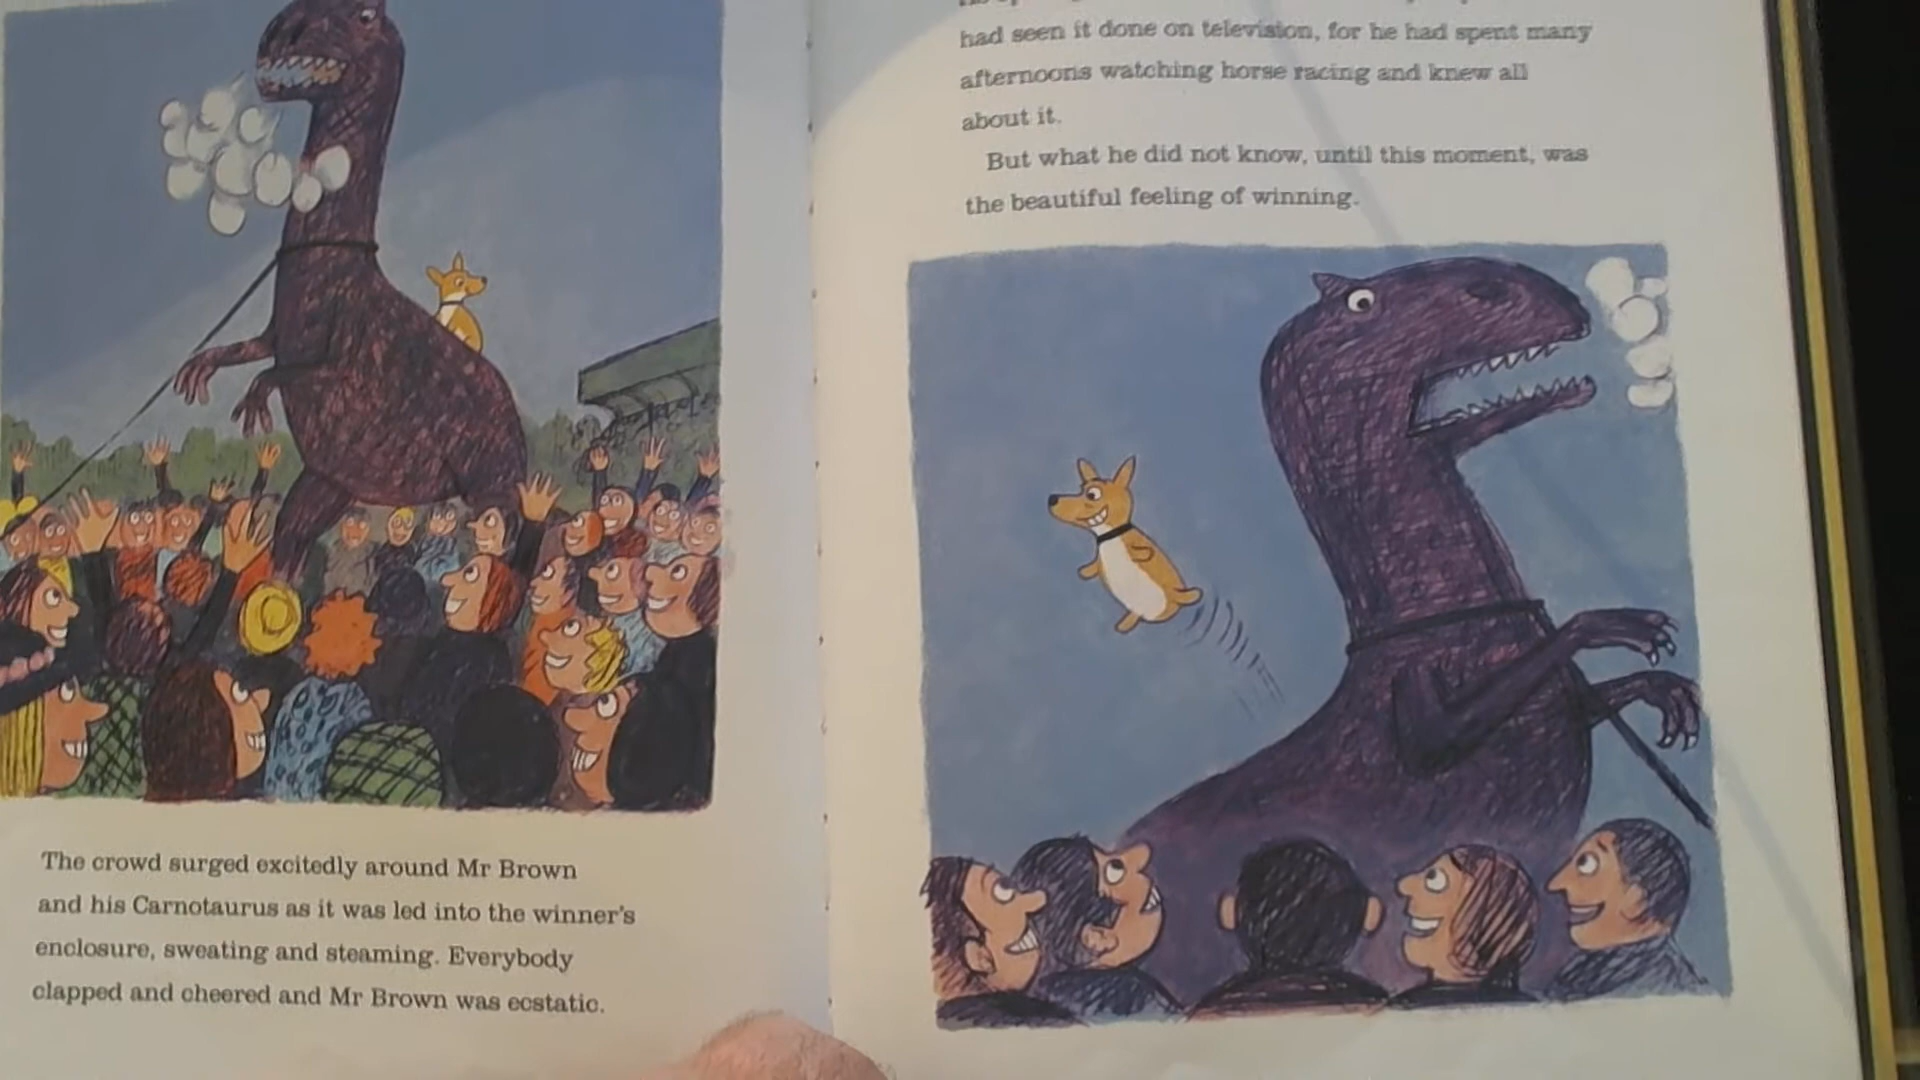 The crowd surged excitedly around Mr Brown
and his Carnotaurus as it was led into the winner's
enclosure, sweating and steaming. Everybody
clapped and cheered and Mr Brown was ecstatic.
had seen it done on television, for he had spent many
afternoons watching horse racing and knew all
about it.
But what he did not know, until this moment, was
the beautiful feeling of winning.